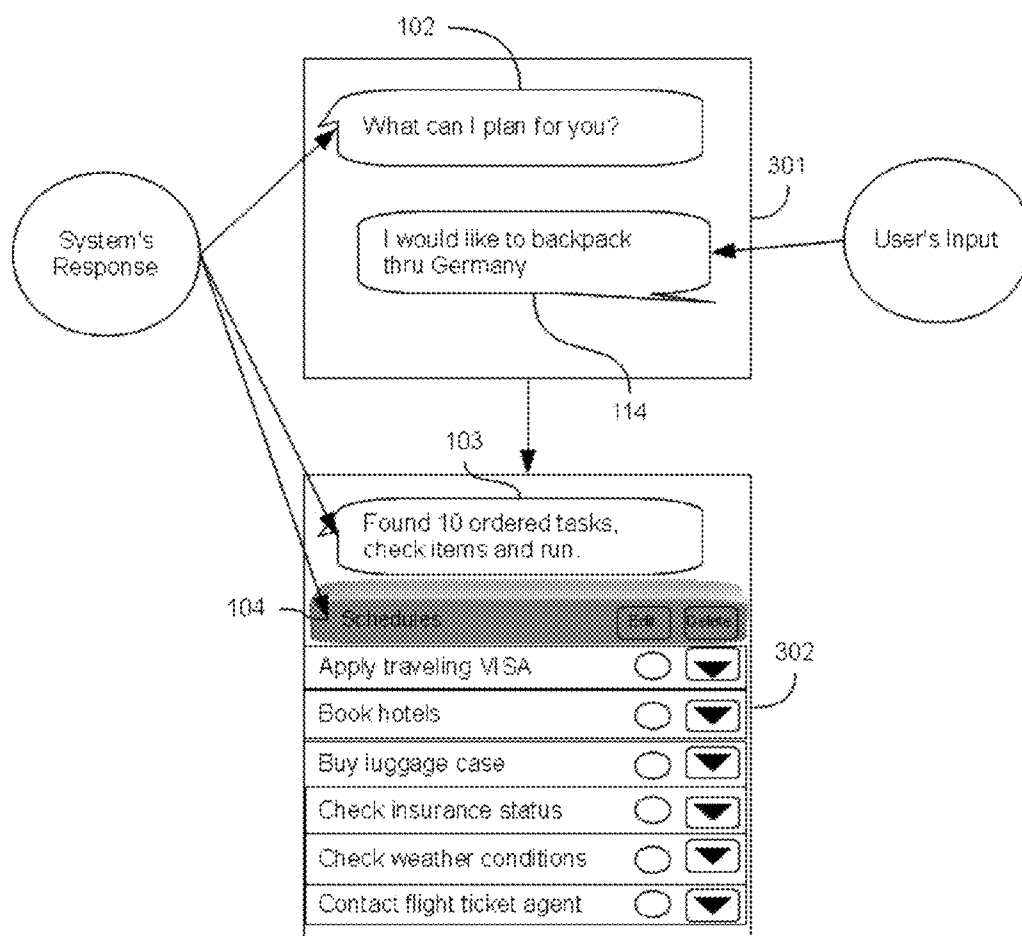 102
What can I plan for you?
301
System's
Response
I would like to backpack
thru Germany
User's Input
114
103
Found 10 ordered tasks,
check items and run.
104
Schedules
Edit
Delete
302
Apply traveling VISA
Book hotels
Buy luggage case
Check insurance status
Check weather conditions
Contact flight ticket agent